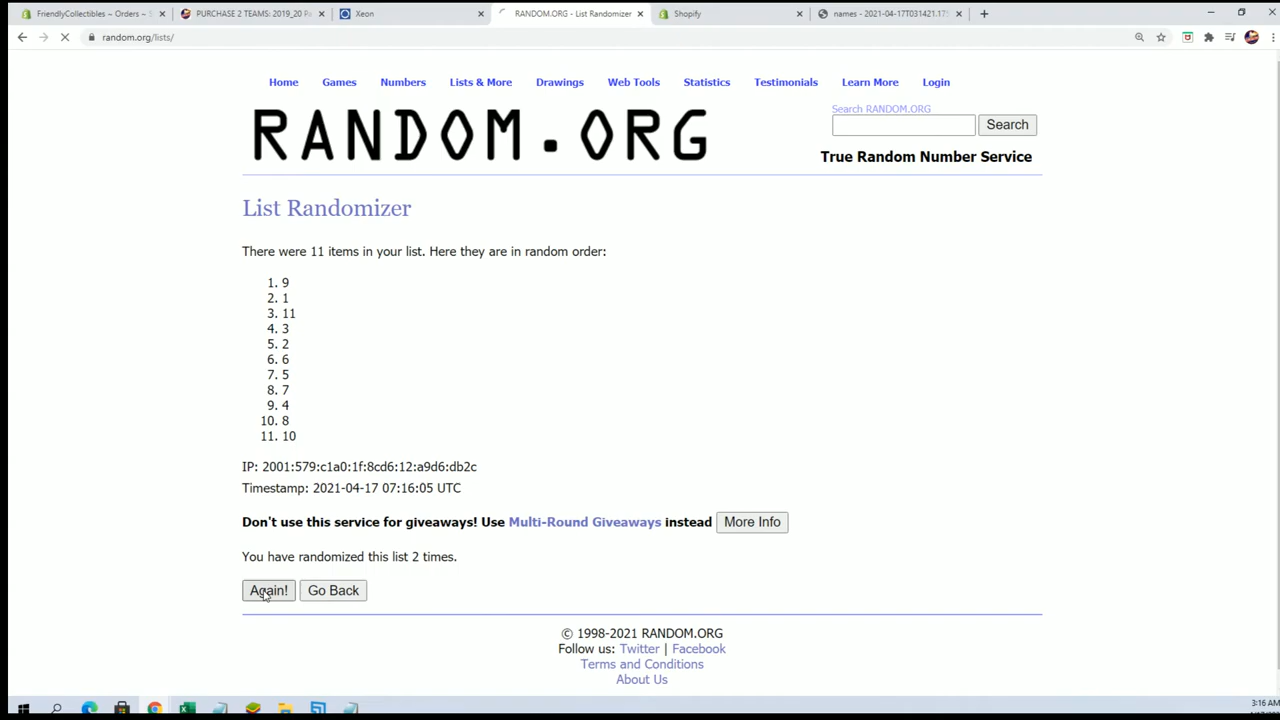 FriendlyCollectibles ~ Orders ~ S
PURCHASE 2 TEAMS: 2019_20 Pa
Xeon
RANDOM.ORG - List Randomizer
Shopify
names - 2021-04-17T031421.17
random.org/lists/
Home Games Numbers Lists & More Drawings Web Tools Statistics Testimonials Learn More Login
RANDOM.ORG
Search RANDOM.ORG
Search
True Random Number Service
List Randomizer
There were 11 items in your list. Here they are in random order:
1. 9
2. 1
3. 11
4. 3
5. 2
6. 6
7. 5
8. 7
9. 4
10. 8
11. 10
IP: 2001:579:c1a0:1f:8cd6:12:a9d6:db2c
Timestamp: 2021-04-17 07:16:05 UTC
Don't use this service for giveaways! Use Multi-Round Giveaways instead More Info
You have randomized this list 2 times.
Again! Go Back
© 1998-2021 RANDOM.ORG
Follow us: Twitter | Facebook
Terms and Conditions
About Us
3:16 AM